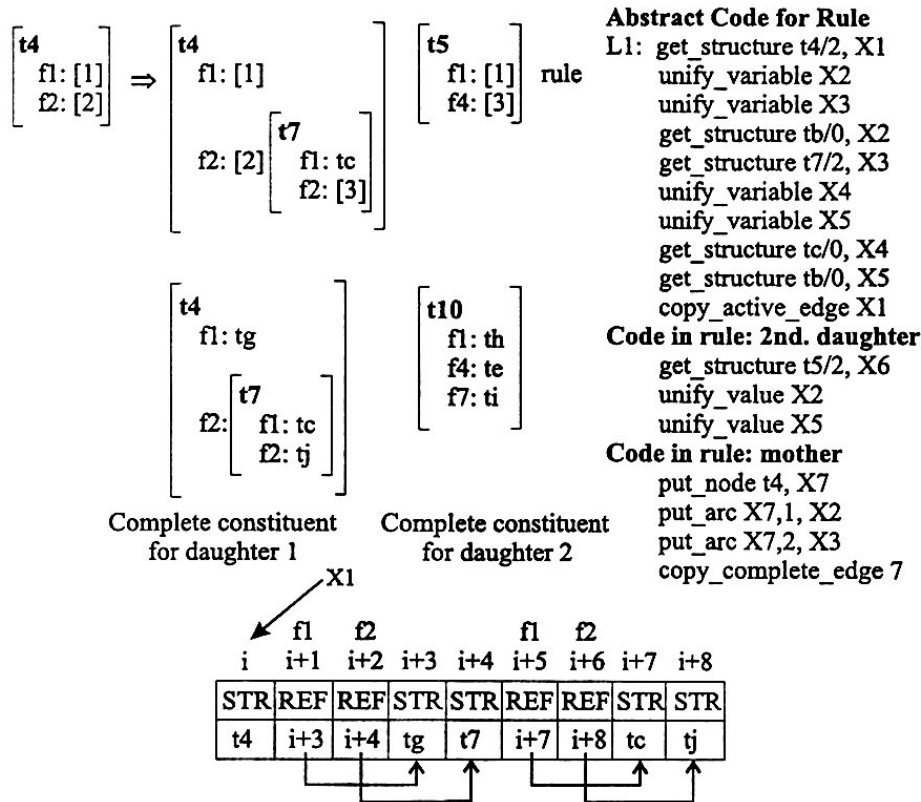 t4
f1: [1]
f2: [2]
⇒
t4
f1: [1]
f2: [2]
t7
f1: tc
f2: [3]
t5
f1: [1]
f4: [3]
rule
t4
f1: tg
f2:
t7
f1: tc
f2: tj
t10
f1: th
f4: te
f7: ti
Complete constituent
for daughter 1
Complete constituent
for daughter 2
Abstract Code for Rule
L1: get_structure t4/2, X1
unify_variable X2
unify_variable X3
get_structure tb/0, X2
get_structure t7/2, X3
unify_variable X4
unify_variable X5
get_structure tc/0, X4
get_structure tb/0, X5
copy_active_edge X1
Code in rule: 2nd. daughter
get_structure t5/2, X6
unify_value X2
unify_value X5
Code in rule: mother
put_node t4, X7
put_arc X7,1, X2
put_arc X7,2, X3
copy_complete_edge 7
X1
f1 f2 f1 f2
i i+1 i+2 i+3 i+4 i+5 i+6 i+7 i+8
STR REF REF STR STR REF REF STR STR
t4 i+3 i+4 tg t7 i+7 i+8 tc tj